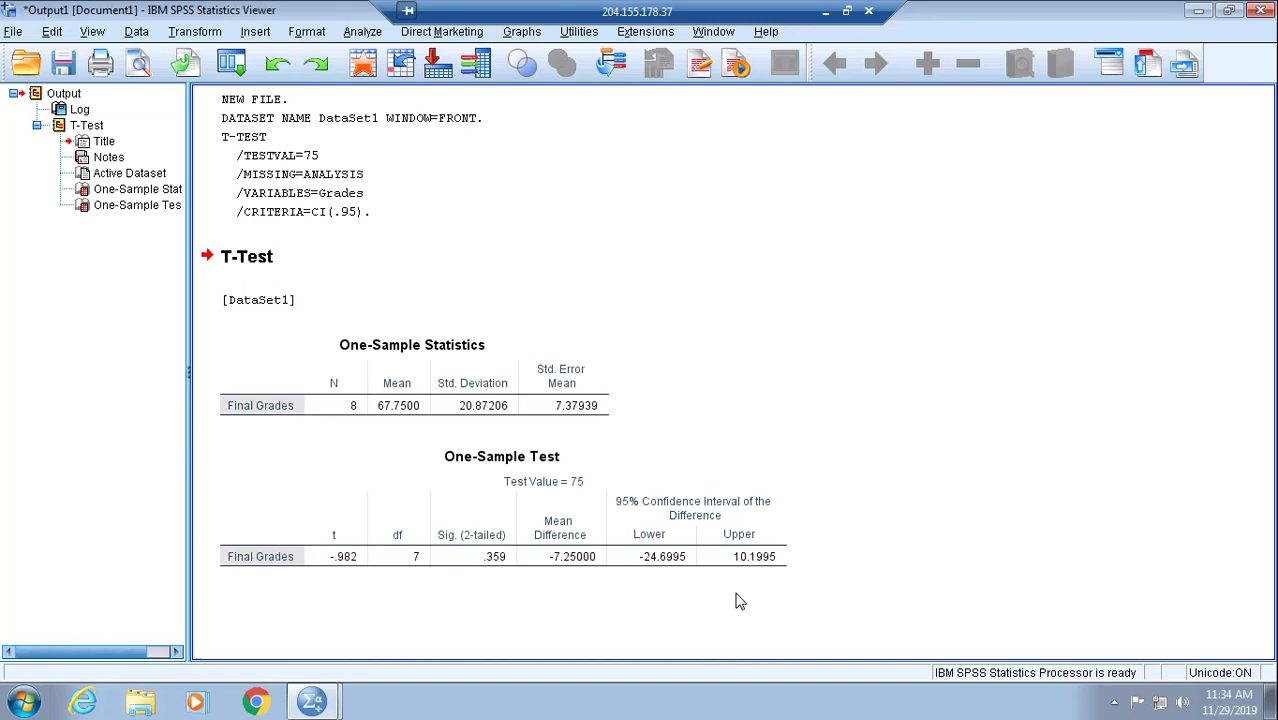 *Output1 [Document1] - IBM SPSS Statistics Viewer
204.155.178.37
File Edit View Data Transform Insert Format Analyze Direct Marketing Graphs Utilities Extensions Window Help
Output
Log
T-Test
Title
Notes
Active Dataset
One-Sample Stat
One-Sample Tes
NEW FILE.
DATASET NAME DataSet1 WINDOW=FRONT.
T-TEST
/TESTVAL=75
/MISSING=ANALYSIS
/VARIABLES=Grades
/CRITERIA=CI(.95).
T-Test
[DataSet1]
One-Sample Statistics
N Mean Std. Deviation Std. Error Mean
Final Grades 8 67.7500 20.87206 7.37939
One-Sample Test
Test Value = 75
95% Confidence Interval of the Difference
t df Sig. (2-tailed) Mean Difference Lower Upper
Final Grades -.982 7 .359 -7.25000 -24.6995 10.1995
IBM SPSS Statistics Processor is ready Unicode:ON
11:34 AM
11/29/2019